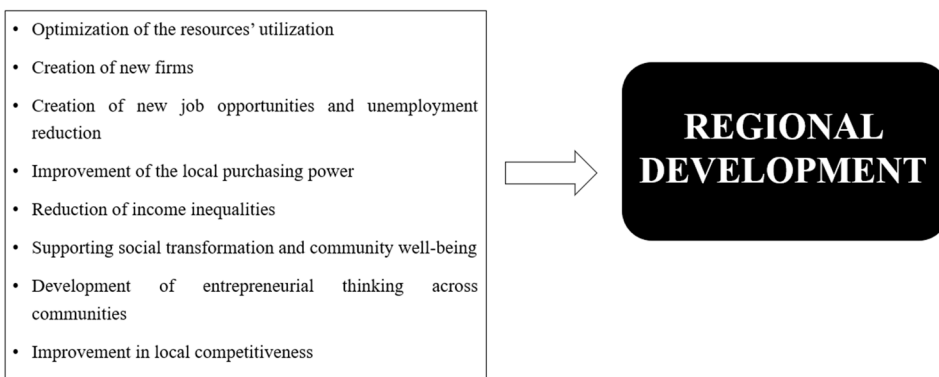 • Optimization of the resources’ utilization
• Creation of new firms
• Creation of new job opportunities and unemployment
reduction
• Improvement of the local purchasing power
• Reduction of income inequalities
• Supporting social transformation and community well-being
• Development of entrepreneurial thinking across
communities
• Improvement in local competitiveness
REGIONAL
DEVELOPMENT